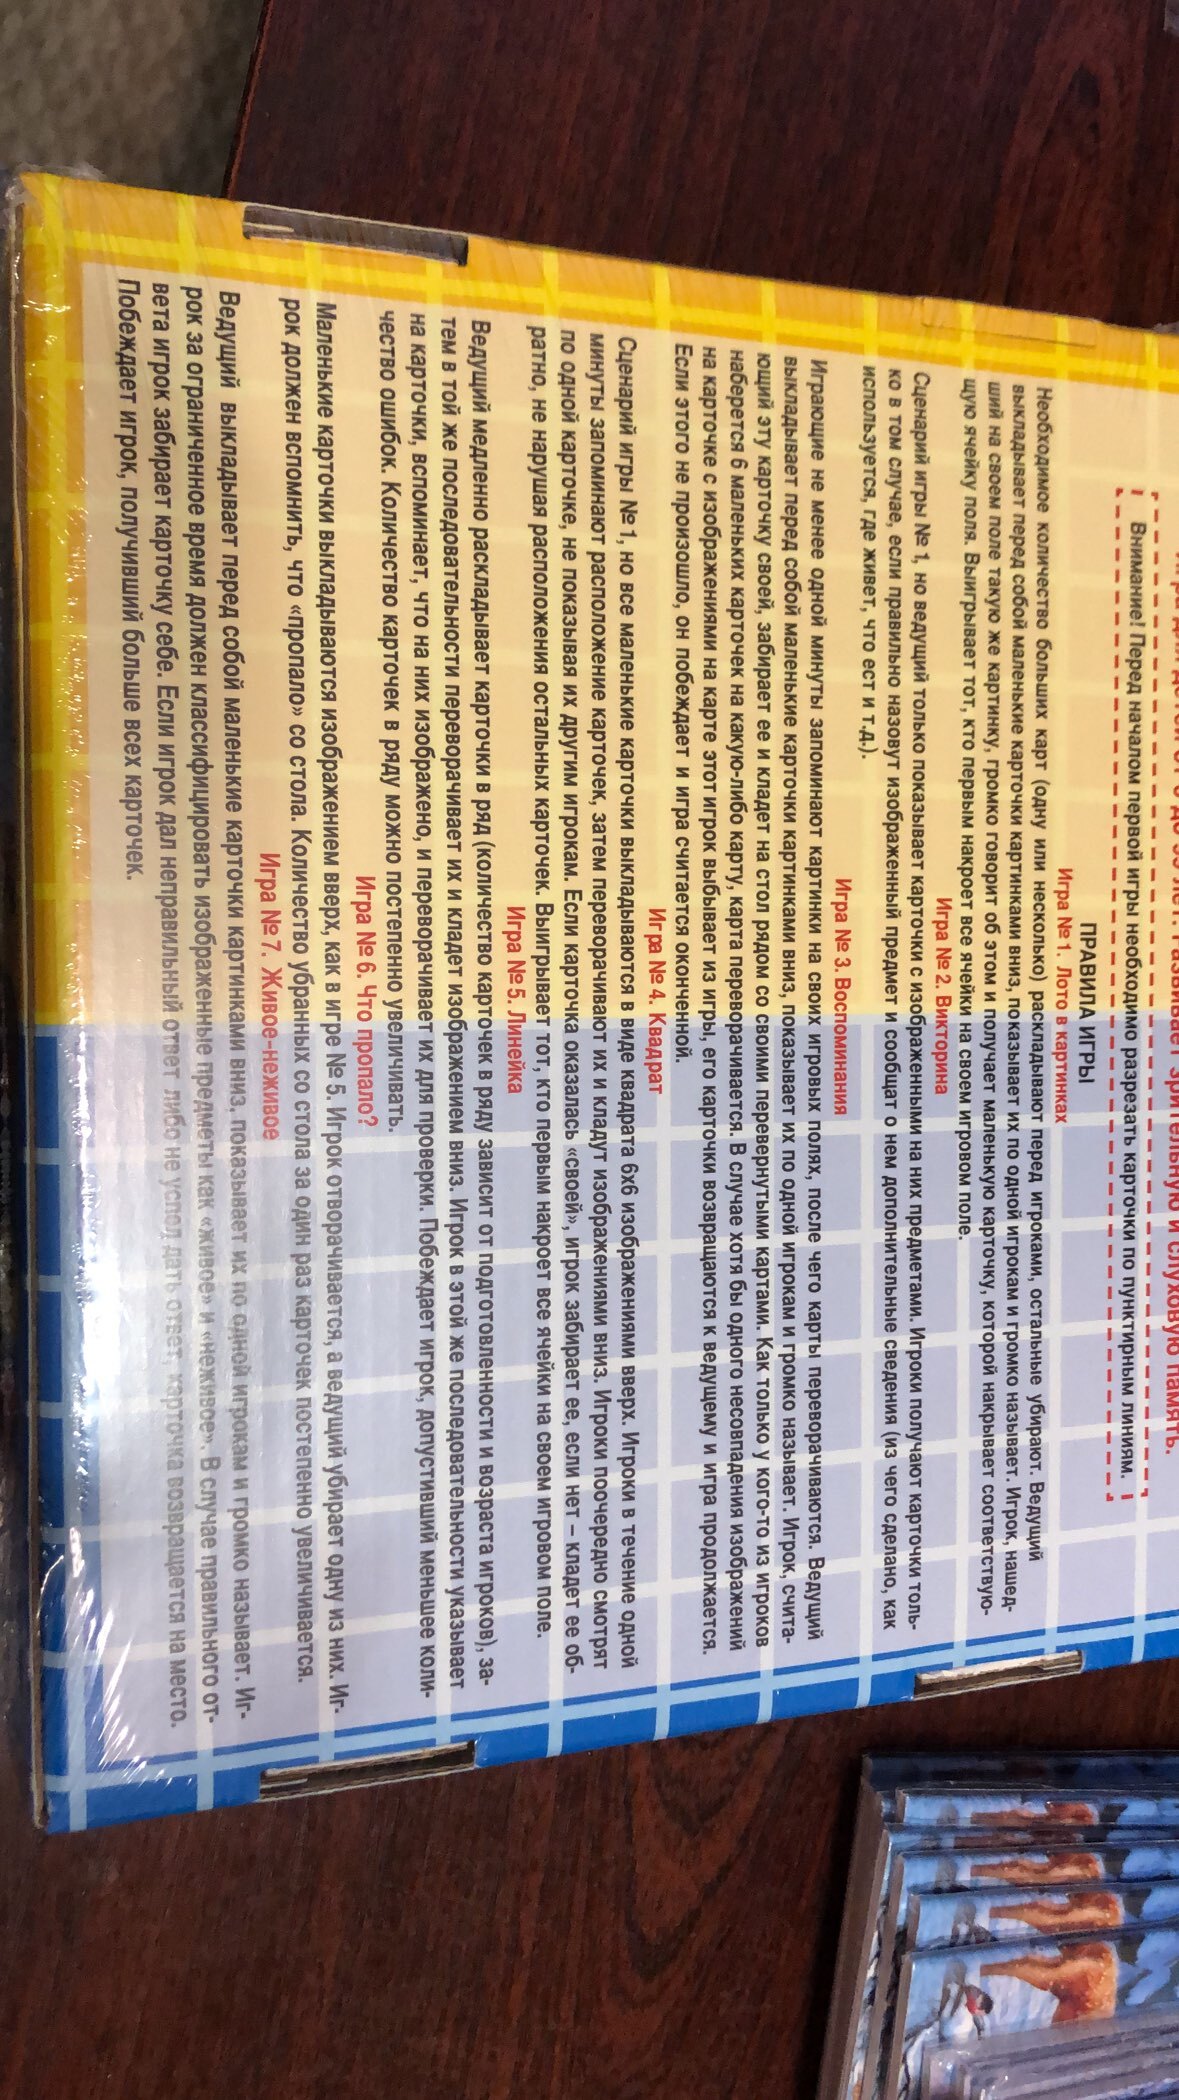 Развивает зрительную и слуховую память.
Внимание! Перед началом первой игры необходимо разрезать карточки по пунктирным линиям.
ПРАВИЛА ИГРЫ
Игра № 1. Лото в картинках
Необходимое количество больших карт (одну или несколько) раскладывают перед игроками, остальные убирают. Ведущий
выкладывает перед собой маленькие карточки картинками вниз, показывает их по одной игрокам и громко называет. Игрок, нашед-
ший на своем поле такую же картинку, громко говорит об этом и получает маленькую карточку, которой накрывает соответствую-
щую ячейку поля. Выигрывает тот, кто первым накроет все ячейки на своем игровом поле.
Игра № 2. Викторина
Сценарий игры № 1, но ведущий только показывает карточки с изображенными на них предметами. Игроки получают карточки толь-
ко в том случае, если правильно назовут изображенный предмет и сообщат о нем дополнительные сведения (из чего сделано, как
используется, где живет, что ест и т.д.).
Игра № 3. Воспоминания
Играющие не менее одной минуты запоминают картинки на своих игровых полях, после чего карты переворачиваются. Ведущий
выкладывает перед собой маленькие карточки картинками вниз, показывает их по одной игрокам и громко называет. Игрок, счита-
ющий эту карточку своей, забирает ее и кладет на стол рядом со своими перевернутыми картами. Как только у кого-то из игроков
наберется 6 маленьких карточек на какую-либо карту, карта переворачивается. В случае хотя бы одного несовпадения изображений
на карточке с изображениями на карте этот игрок выбывает из игры, его карточки возвращаются к ведущему и игра продолжается.
Если этого не произошло, он побеждает и игра считается оконченной.
Игра № 4. Квадрат
Сценарий игры № 1, но все маленькие карточки выкладываются в виде квадрата 6х6 изображениями вверх. Игроки в течение одной
минуты запоминают расположение карточек, затем переворачивают их и кладут изображениями вниз. Игроки поочередно смотрят
по одной карточке, не показывая их другим игрокам. Если карточка оказалась «своей», игрок забирает ее, если нет – кладет ее об-
ратно, не нарушая расположения остальных карточек. Выигрывает тот, кто первым накроет все ячейки на своем игровом поле.
Игра № 5. Линейка
Ведущий медленно раскладывает карточки в ряд (количество карточек в ряду зависит от подготовленности и возраста игроков), за-
тем в той же последовательности переворачивает их и кладет изображением вниз. Игрок в этой же последовательности указывает
на карточки, вспоминает, что на них изображено, и переворачивает их для проверки. Победает игрок, допустивший меньшее коли-
чество ошибок. Количество карточек в ряду можно постепенно увеличивать.
Игра № 6. Что пропало?
Маленькие карточки выкладываются изображением вверх, как в игре № 5. Игрок отворачивается, а ведущий убирает одну из них. Иг-
рок должен вспомнить, что «пропало» со стола. Количество убранных со стола за один раз карточек постепенно увеличивается.
Игра № 7. Живое-неживое
Ведущий выкладывает перед собой маленькие карточки картинками вниз, показывает их по одной игрокам и громко называет. Иг-
рок за ограниченное время должен классифицировать изображенные предметы как «живое» и «неживое». В случае правильного от-
вета игрок забирает карточку себе. Если игрок дал неправильный ответ либо не успел дать ответ, карточка возвращается на место.
Побеждает игрок, получивший больше всех карточек.